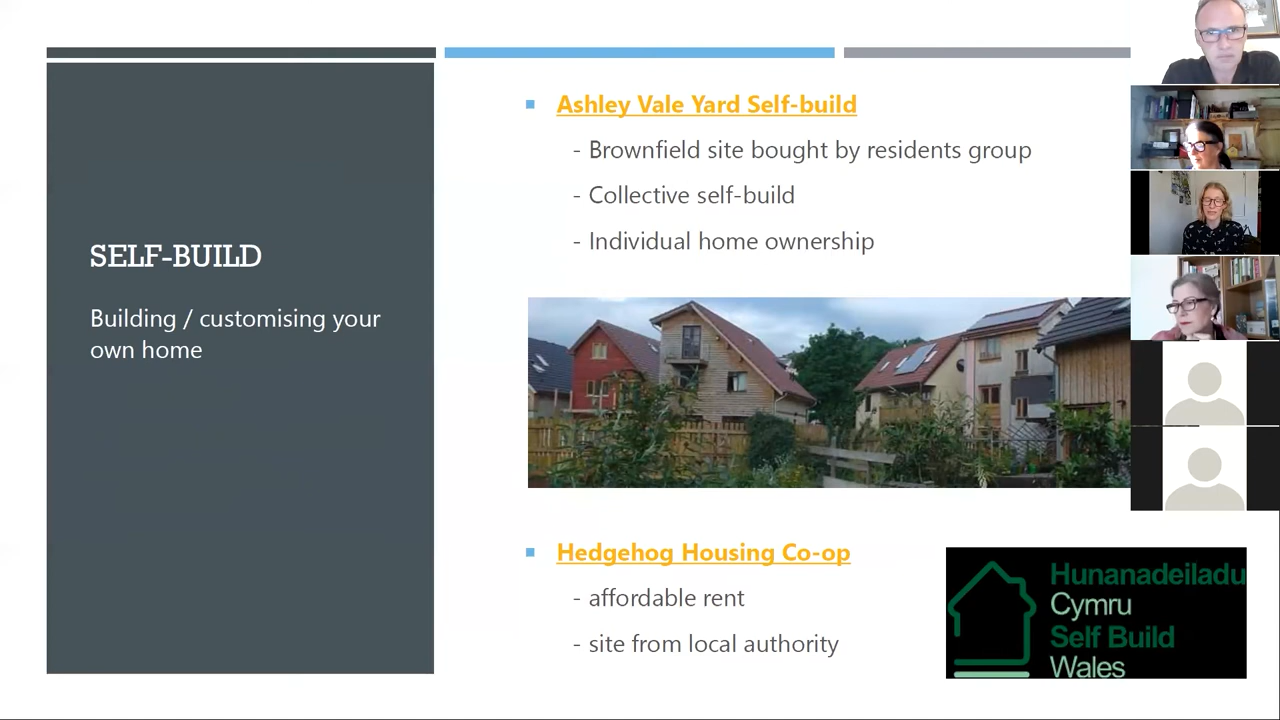 SELF-BUILD
Building / customising your
own home
Ashley Vale Yard Self-build
- Brownfield site bought by residents group
- Collective self-build
- Individual home ownership
Hedgehog Housing Co-op
- affordable rent
- site from local authority
Hunanadeiladu
Cymru
Self Build
Wales